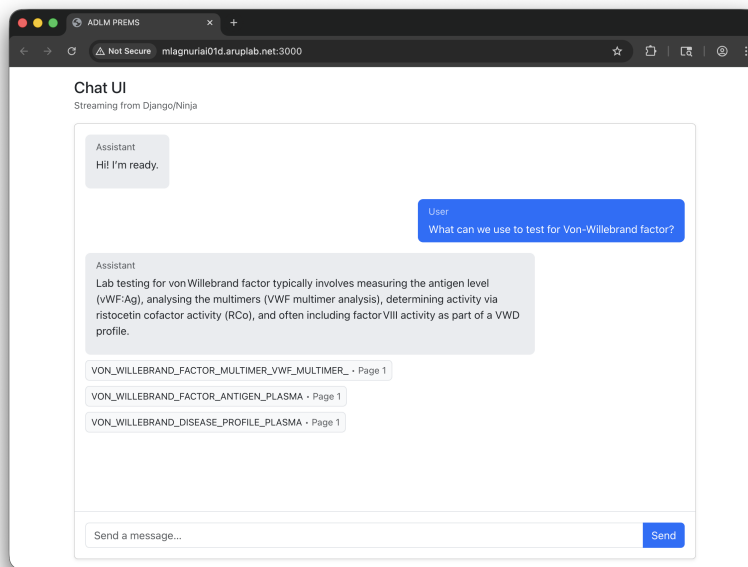 ADLM PREMS
Not Secure mlagnuriai01d.aruplab.net:3000
Chat UI
Streaming from Django/Ninja
Assistant
Hi! I'm ready.
User
What can we use to test for Von-Willebrand factor?
Assistant
Lab testing for von Willebrand factor typically involves measuring the antigen level
(vWF:Ag), analysing the multimers (VWF multimer analysis), determining activity via
ristocetin cofactor activity (RCo), and often including factor VIII activity as part of a VWD
profile.
VON_WILLEBRAND_FACTOR_MULTIMER_VWF_MULTIMER_ • Page 1
VON_WILLEBRAND_FACTOR_ANTIGEN_PLASMA • Page 1
VON_WILLEBRAND_DISEASE_PROFILE_PLASMA • Page 1
Send a message...
Send